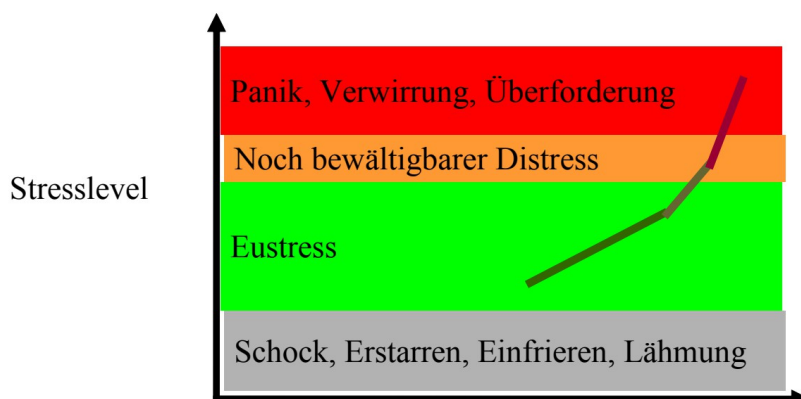 Panik, Verwirrung, Überforderung
Noch bewältigbarer Distress
Stresslevel
Eustress
Schock, Erstarren, Einfrieren, Lähmung